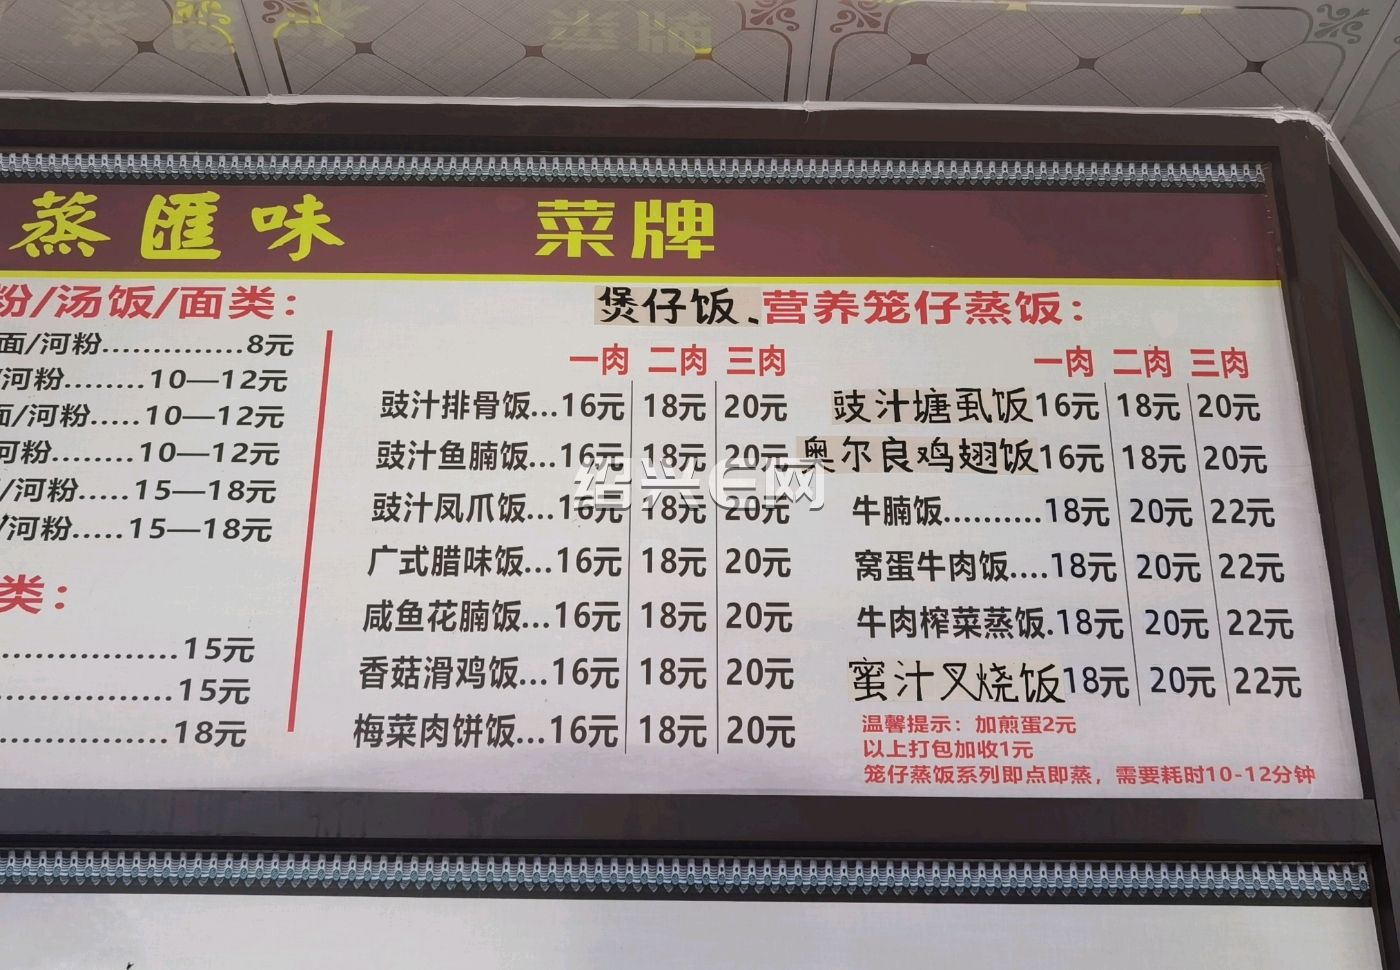 蒸匯味 菜牌
粉/汤饭/面类：
面/河粉..............8元
/河粉........10—12元
面/河粉.....10—12元
河粉........10—12元
/河粉.....15—18元
/河粉.....15—18元
类：
................15元
................15元
................18元
煲仔饭、营养笼仔蒸饭：
一肉 二肉 三肉
豉汁排骨饭...16元 18元 20元
豉汁鱼腩饭...16元 18元 20元
豉汁凤爪饭...16元 18元 20元
广式腊味饭...16元 18元 20元
咸鱼花腩饭...16元 18元 20元
香菇滑鸡饭...16元 18元 20元
梅菜肉饼饭...16元 18元 20元
一肉 二肉 三肉
豉汁塘虱饭16元 18元 20元
奥尔良鸡翅饭16元 18元 20元
牛腩饭..........18元 20元 22元
窝蛋牛肉饭....18元 20元 22元
牛肉榨菜蒸饭.18元 20元 22元
蜜汁叉烧饭18元 20元 22元
温馨提示：加煎蛋2元
以上打包加收1元
笼仔蒸饭系列即点即蒸，需要耗时10-12分钟
绍兴E网